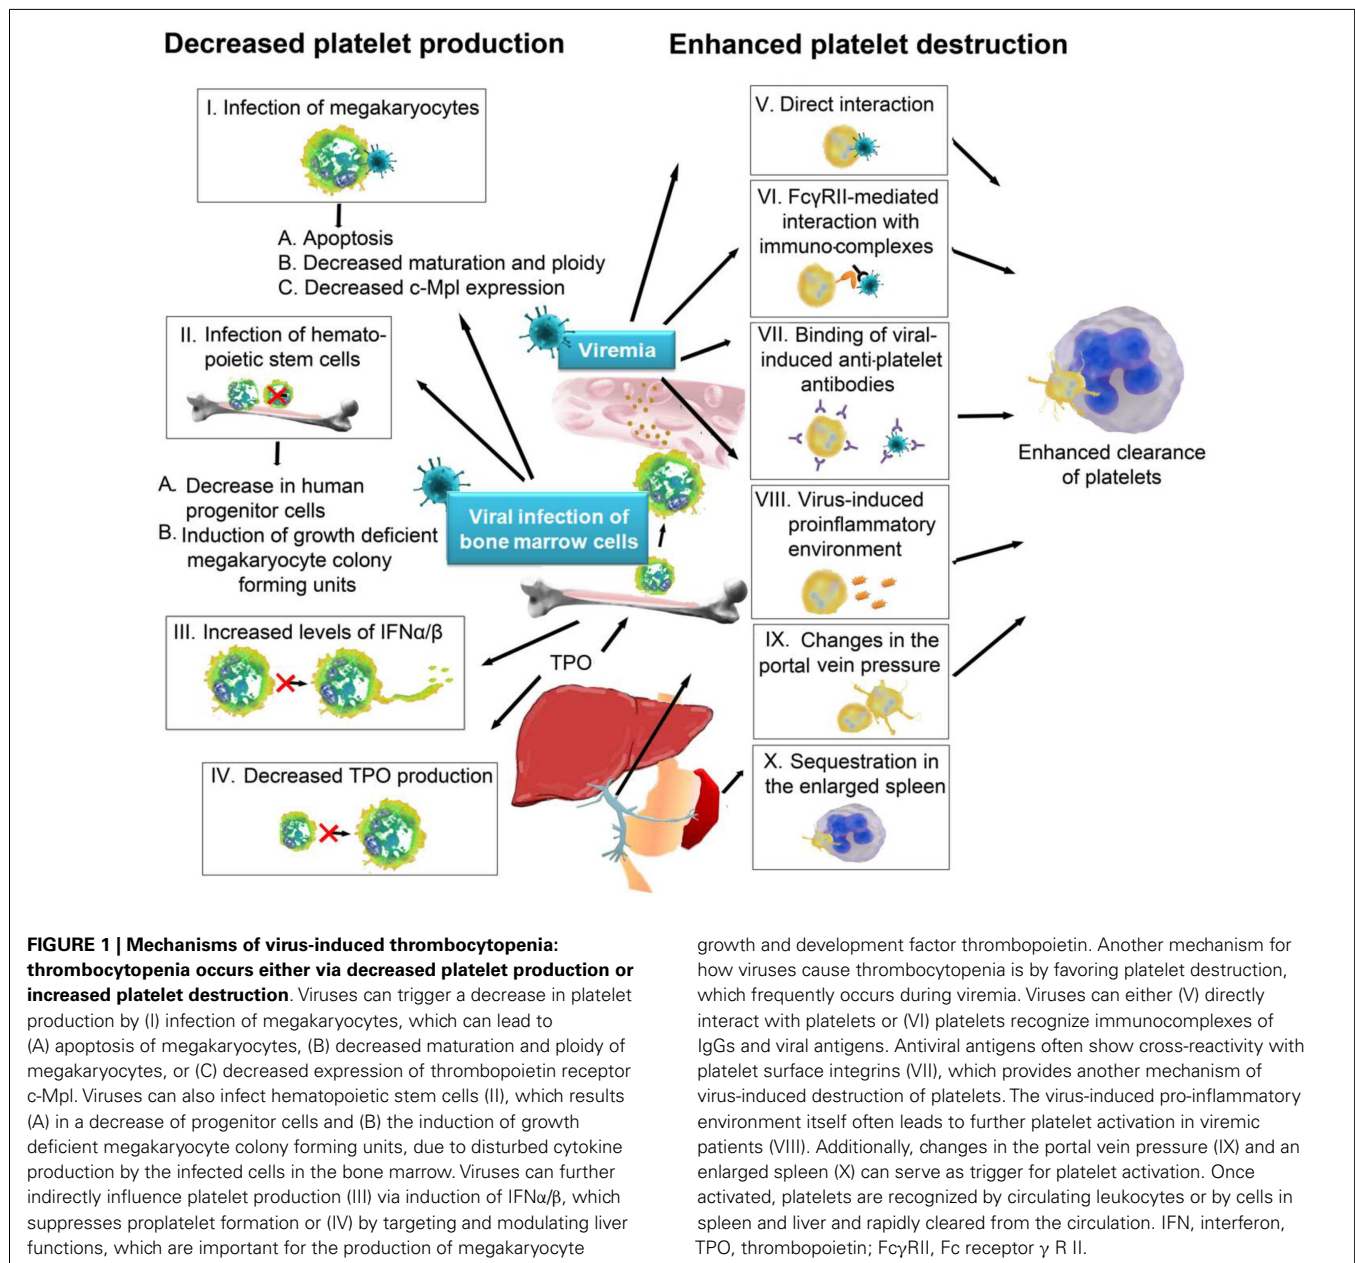 Decreased platelet production
Enhanced platelet destruction
I. Infection of megakaryocytes
A. Apoptosis
B. Decreased maturation and ploidy
C. Decreased c-Mpl expression
II. Infection of hemato-
poietic stem cells
A. Decrease in human
progenitor cells
B. Induction of growth deficient
megakaryocyte colony
forming units
III. Increased levels of IFNα/β
IV. Decreased TPO production
Viremia
Viral infection of
bone marrow cells
TPO
V. Direct interaction
VI. FcγRII-mediated
interaction with
immuno-complexes
VII. Binding of viral-
induced anti-platelet
antibodies
VIII. Virus-induced
proinflammatory
environment
IX. Changes in the
portal vein pressure
X. Sequestration in
the enlarged spleen
Enhanced clearance
of platelets
FIGURE 1 | Mechanisms of virus-induced thrombocytopenia:
thrombocytopenia occurs either via decreased platelet production or
increased platelet destruction. Viruses can trigger a decrease in platelet
production by (I) infection of megakaryocytes, which can lead to
(A) apoptosis of megakaryocytes, (B) decreased maturation and ploidy of
megakaryocytes, or (C) decreased expression of thrombopoietin receptor
c-Mpl. Viruses can also infect hematopoietic stem cells (II), which results
(A) in a decrease of progenitor cells and (B) the induction of growth
deficient megakaryocyte colony forming units, due to disturbed cytokine
production by the infected cells in the bone marrow. Viruses can further
indirectly influence platelet production (III) via induction of IFNα/β, which
suppresses proplatelet formation or (IV) by targeting and modulating liver
functions, which are important for the production of megakaryocyte
growth and development factor thrombopoietin. Another mechanism for
how viruses cause thrombocytopenia is by favoring platelet destruction,
which frequently occurs during viremia. Viruses can either (V) directly
interact with platelets or (VI) platelets recognize immunocomplexes of
IgGs and viral antigens. Antiviral antigens often show cross-reactivity with
platelet surface integrins (VII), which provides another mechanism of
virus-induced destruction of platelets. The virus-induced pro-inflammatory
environment itself often leads to further platelet activation in viremic
patients (VIII). Additionally, changes in the portal vein pressure (IX) and an
enlarged spleen (X) can serve as trigger for platelet activation. Once
activated, platelets are recognized by circulating leukocytes or by cells in
spleen and liver and rapidly cleared from the circulation. IFN, interferon,
TPO, thrombopoietin; FcγRII, Fc receptor γ R II.